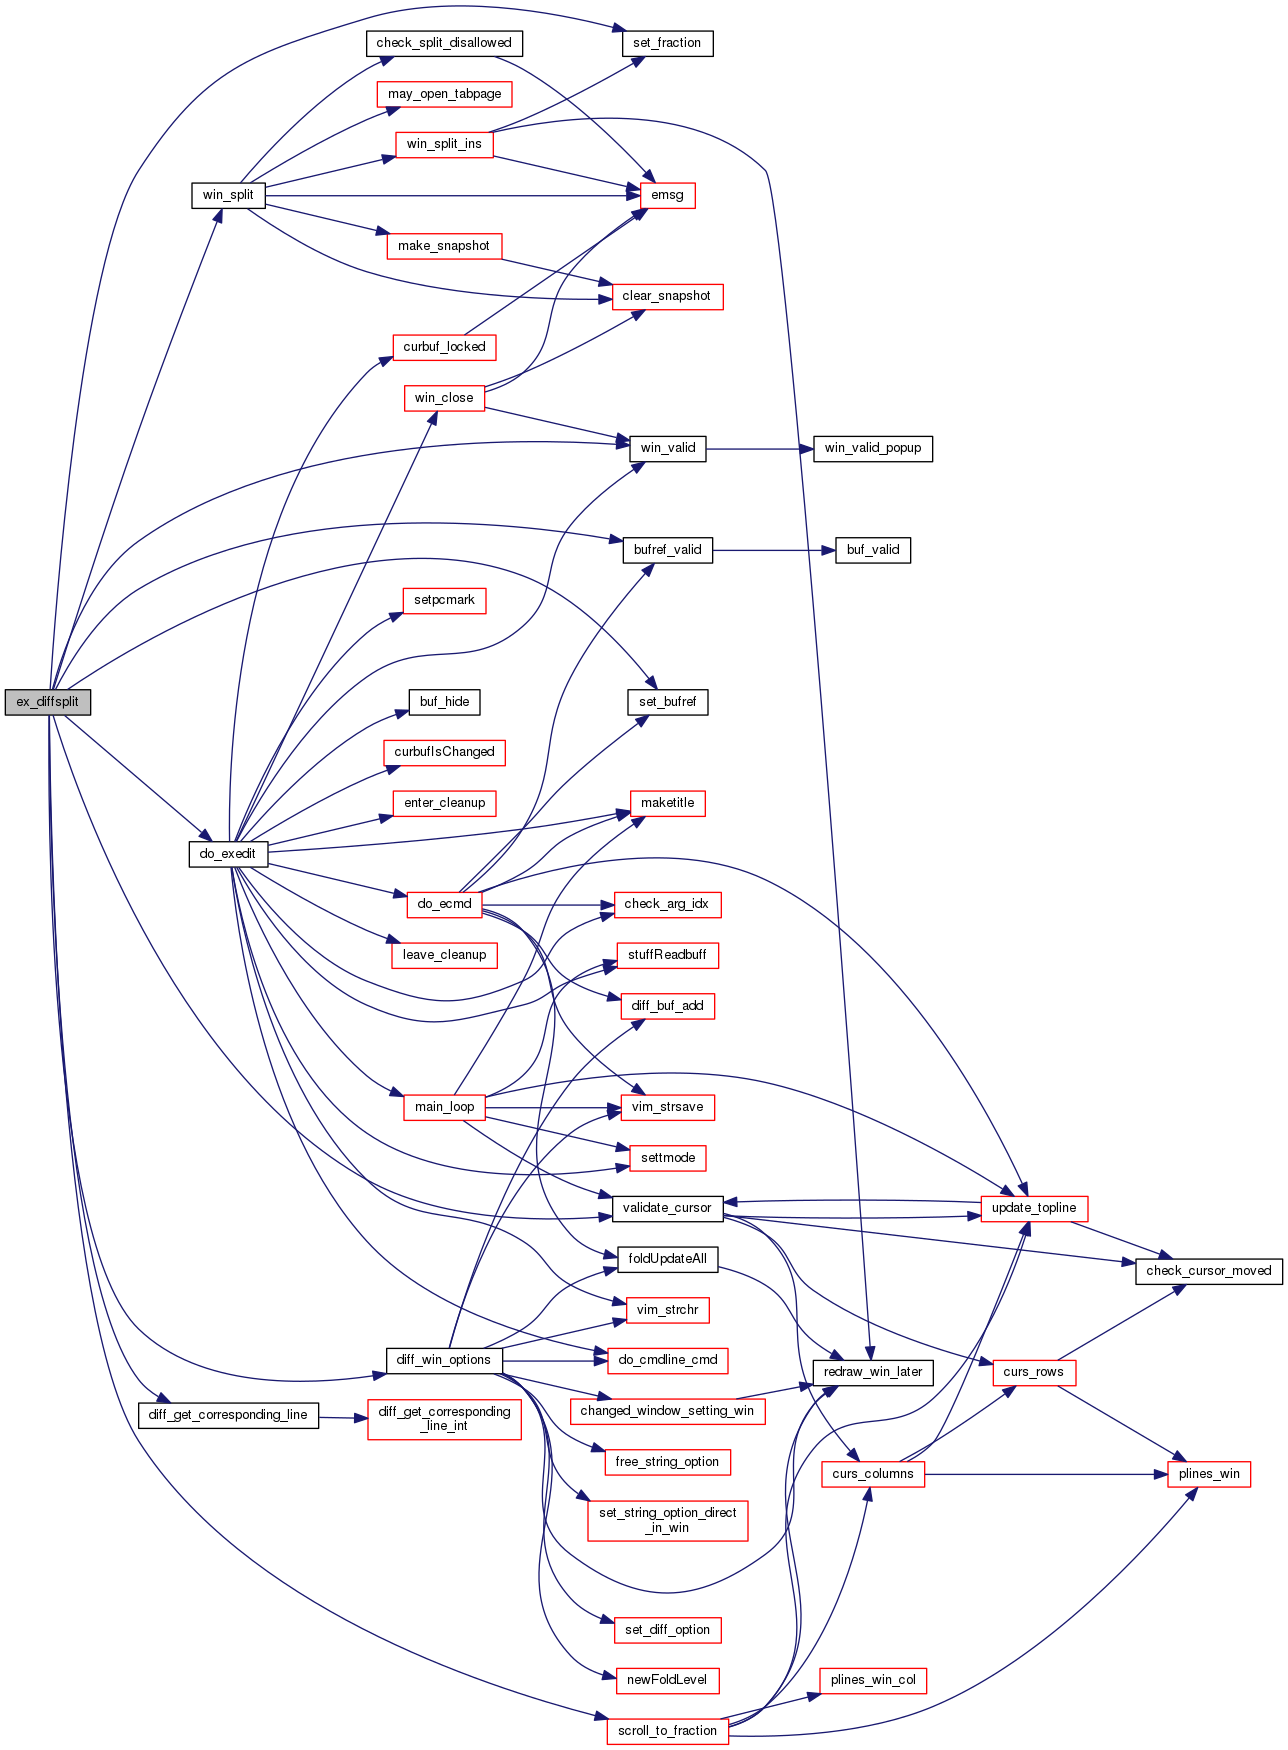 set_fraction
check_split_disallowed
may_open_tabpage
win_split_ins
win_split
emsg
make_snapshot
clear_snapshot
curbuf_locked
win_close
win_valid
win_valid_popup
bufref_valid
buf_valid
setpcmark
ex_diffsplit
buf_hide
set_bufref
curbufIsChanged
enter_cleanup
maketitle
do_exedit
do_ecmd
check_arg_idx
leave_cleanup
stuffReadbuff
diff_buf_add
main_loop
vim_strsave
settmode
validate_cursor
update_topline
foldUpdateAll
check_cursor_moved
vim_strchr
diff_win_options
do_cmdline_cmd
redraw_win_later
curs_rows
diff_get_corresponding_line
diff_get_corresponding
_line_int
changed_window_setting_win
free_string_option
curs_columns
plines_win
set_string_option_direct
_in_win
set_diff_option
newFoldLevel
plines_win_col
scroll_to_fraction